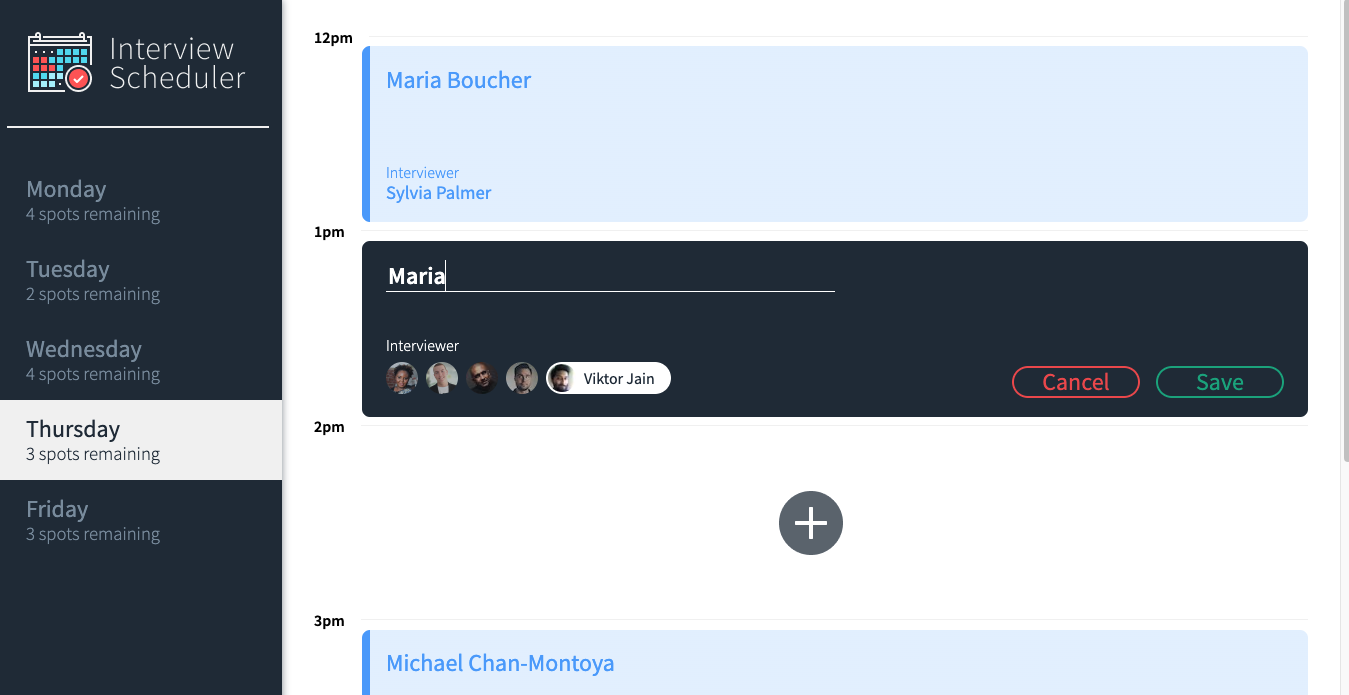 Interview
Scheduler
Monday
4 spots remaining
Tuesday
2 spots remaining
Wednesday
4 spots remaining
Thursday
3 spots remaining
Friday
3 spots remaining
12pm
Maria Boucher
Interviewer
Sylvia Palmer
1pm
Maria
Interviewer
Viktor Jain
Cancel
Save
2pm
3pm
Michael Chan-Montoya